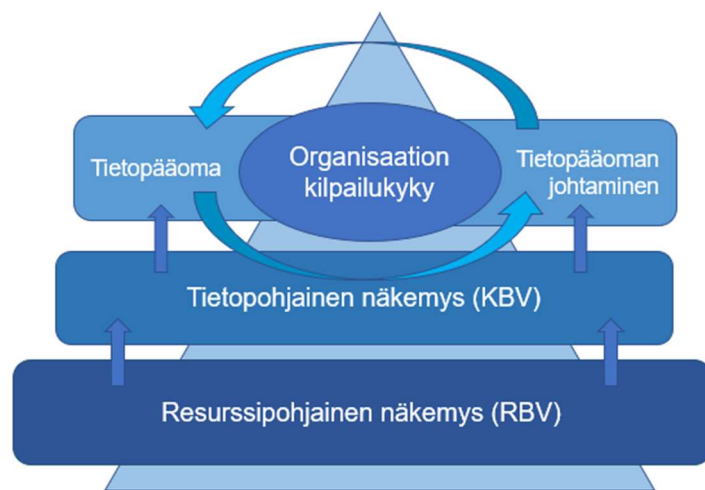 Tietopääoma
Organisaation
kilpailukyky
Tietopääoman
johtaminen
Tietopohjainen näkemys (KBV)
Resurssipohjainen näkemys (RBV)